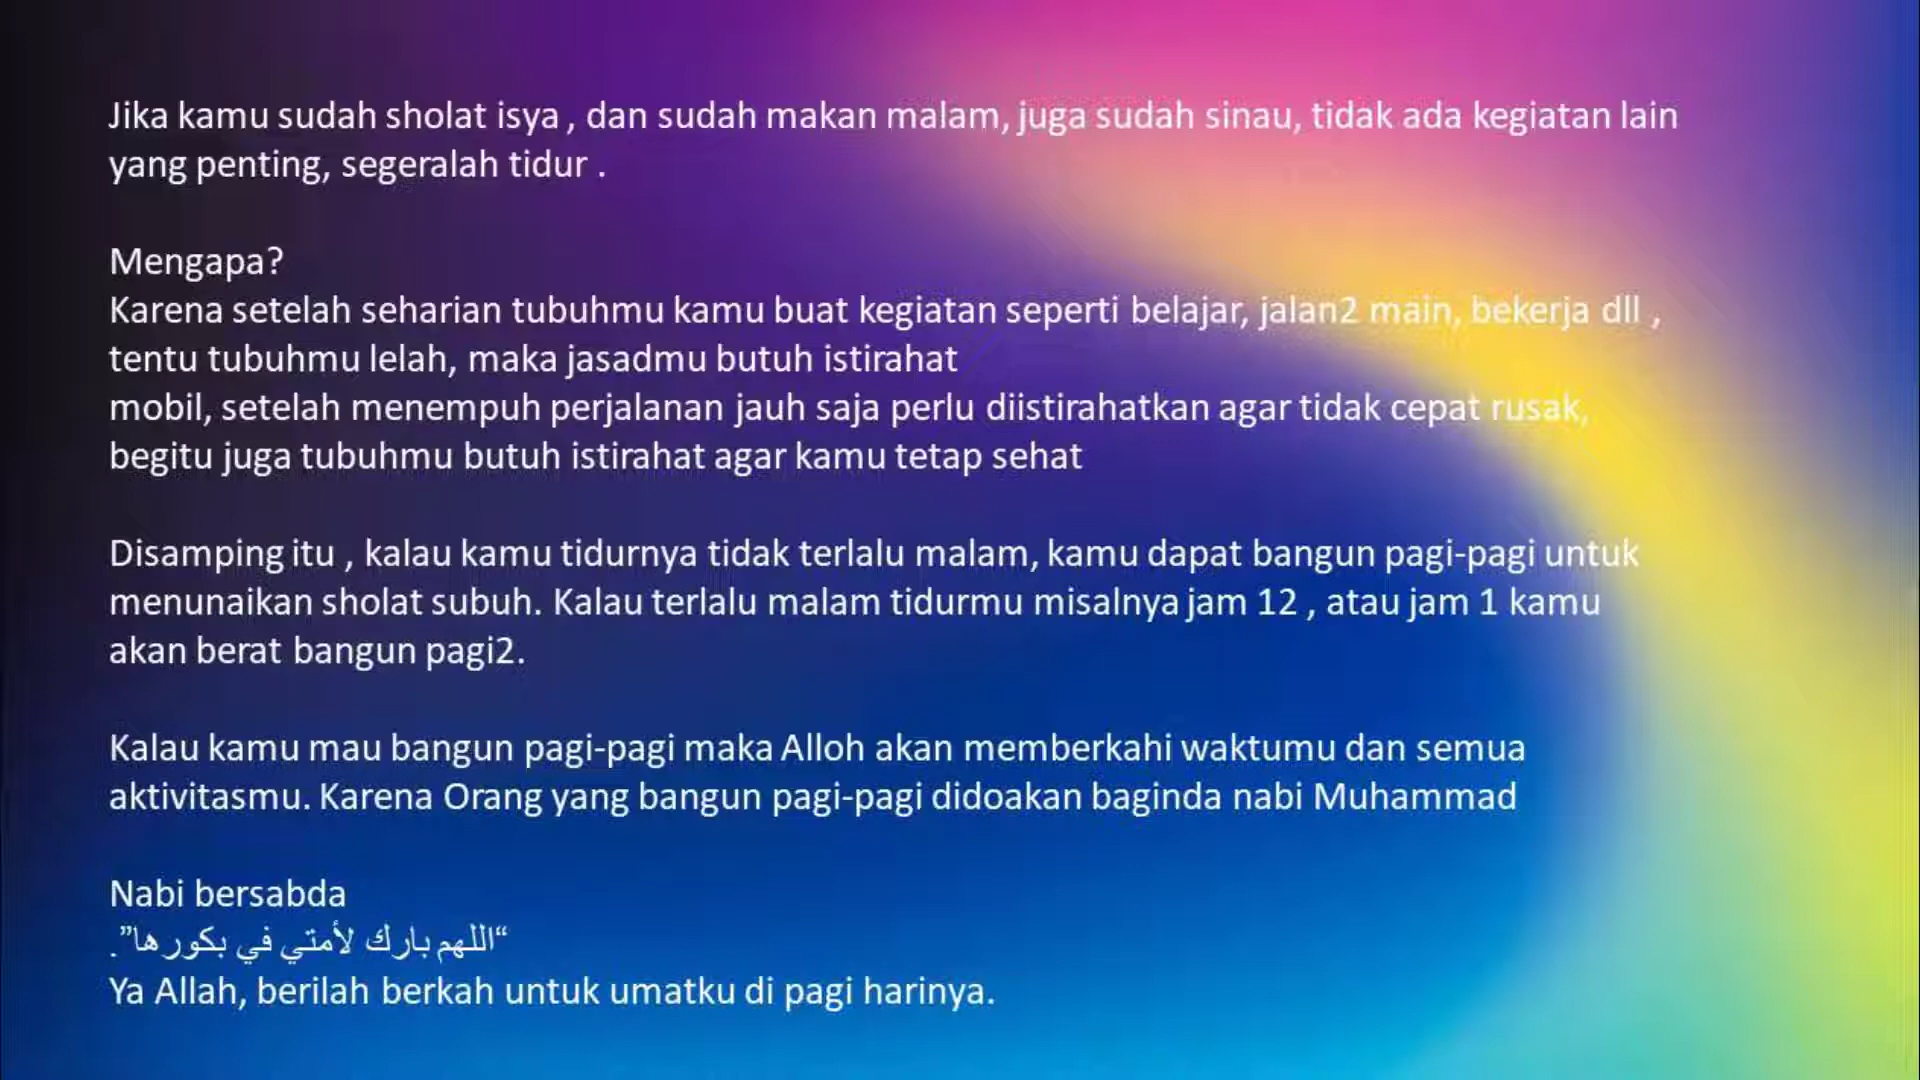 Jika kamu sudah sholat isya , dan sudah makan malam, juga sudah sinau, tidak ada kegiatan lain
yang penting, segeralah tidur .
Mengapa?
Karena setelah seharian tubuhmu kamu buat kegiatan seperti belajar, jalan2 main, bekerja dll ,
tentu tubuhmu lelah, maka jasadmu butuh istirahat
mobil, setelah menempuh perjalanan jauh saja perlu diistirahatkan agar tidak cepat rusak,
begitu juga tubuhmu butuh istirahat agar kamu tetap sehat
Disamping itu , kalau kamu tidurnya tidak terlalu malam, kamu dapat bangun pagi-pagi untuk
menunaikan sholat subuh. Kalau terlalu malam tidurmu misalnya jam 12 , atau jam 1 kamu
akan berat bangun pagi2.
Kalau kamu mau bangun pagi-pagi maka Alloh akan memberkahi waktumu dan semua
aktivitasmu. Karena Orang yang bangun pagi-pagi didoakan baginda nabi Muhammad
Nabi bersabda
“اللهم بارك لأمتي في بكورها”.
Ya Allah, berilah berkah untuk umatku di pagi harinya.